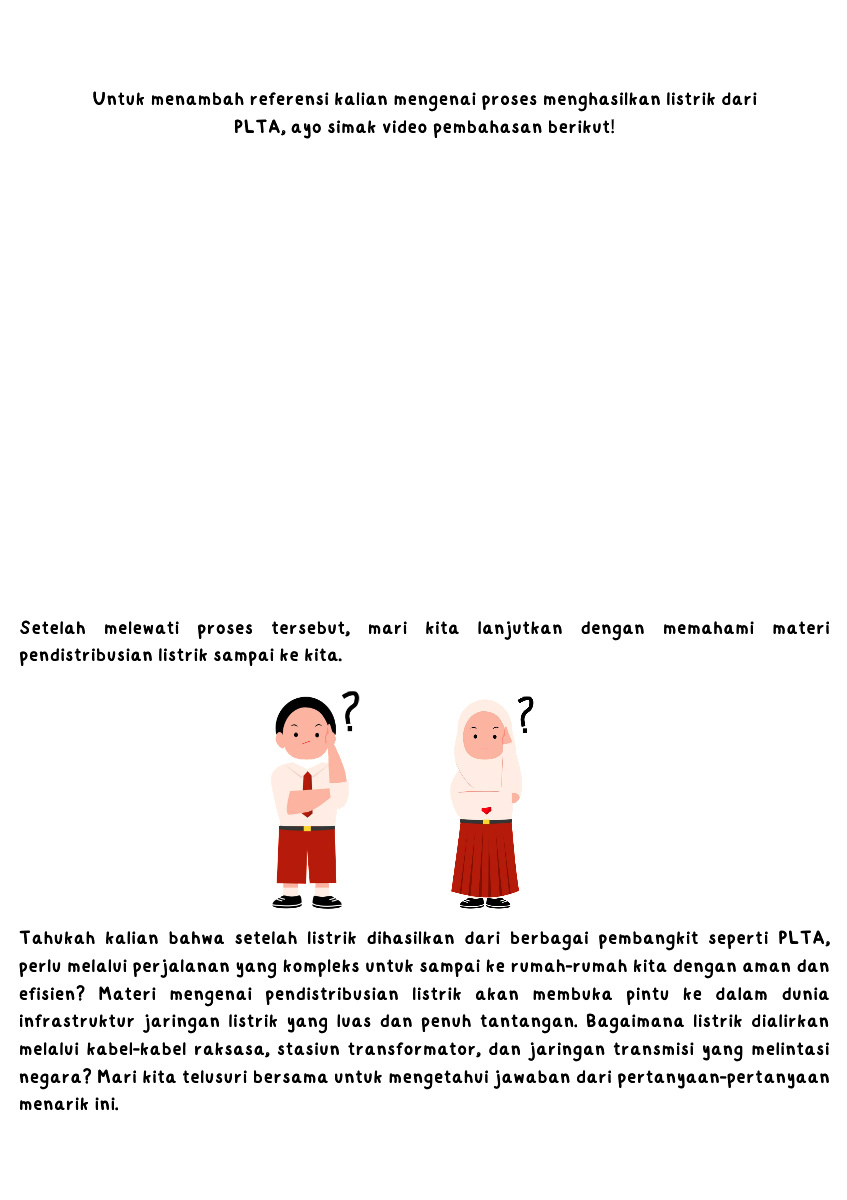 Untuk menambah referensi kalian mengenai proses menghasilkan listrik dari
PLTA, ayo simak video pembahasan berikut!
Setelah melewati proses tersebut, mari kita lanjutkan dengan memahami materi
pendistribusian listrik sampai ke kita.
? ?
Tahukah kalian bahwa setelah listrik dihasilkan dari berbagai pembangkit seperti PLTA,
perlu melalui perjalanan yang kompleks untuk sampai ke rumah-rumah kita dengan aman dan
efisien? Materi mengenai pendistribusian listrik akan membuka pintu ke dalam dunia
infrastruktur jaringan listrik yang luas dan penuh tantangan. Bagaimana listrik dialirkan
melalui kabel-kabel raksasa, stasiun transformator, dan jaringan transmisi yang melintasi
negara? Mari kita telusuri bersama untuk mengetahui jawaban dari pertanyaan-pertanyaan
menarik ini.